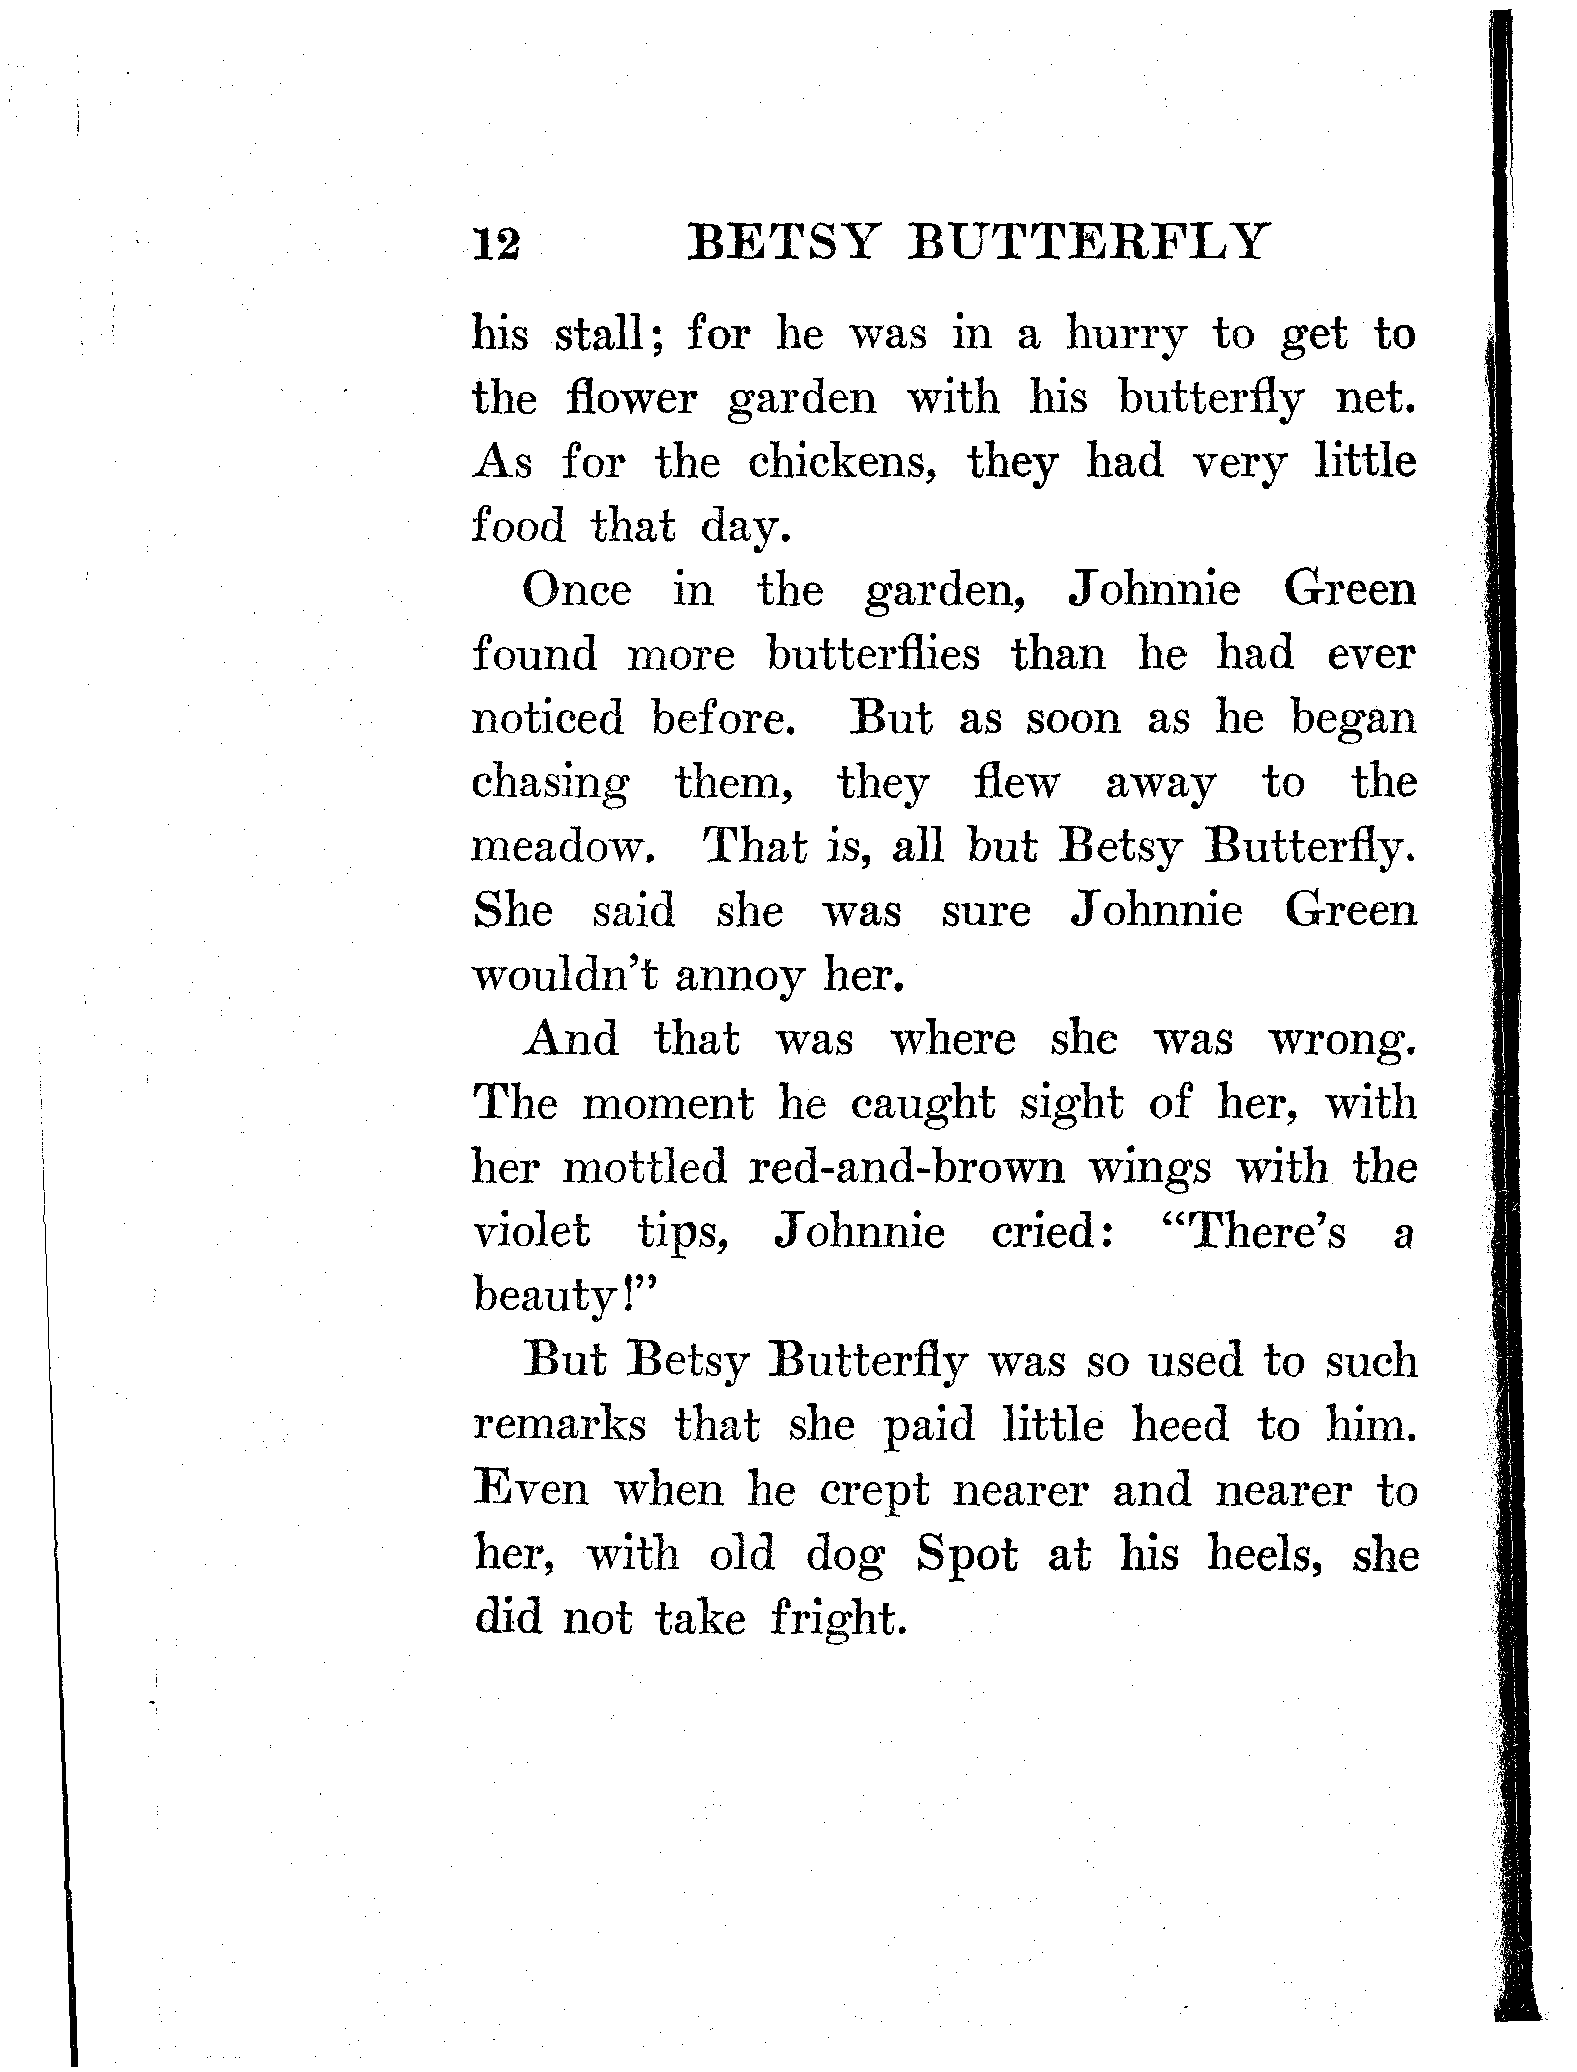 12 BETSY BUTTERFLY
his stall; for he was in a hurry to get to
the flower garden with his butterfly net.
As for the chickens, they had very little
food that day.
Once in the garden, Johnnie Green
found more butterflies than he had ever
noticed before. But as soon as he began
chasing them, they flew away to the
meadow. That is, all but Betsy Butterfly.
She said she was sure Johnnie Green
wouldn't annoy her.
And that was where she was wrong.
The moment he caught sight of her, with
her mottled red-and-brown wings with the
violet tips, Johnnie cried: “There's a
beauty!”
But Betsy Butterfly was so used to such
remarks that she paid little heed to him.
Even when he crept nearer and nearer to
her, with old dog Spot at his heels, she
did not take fright.